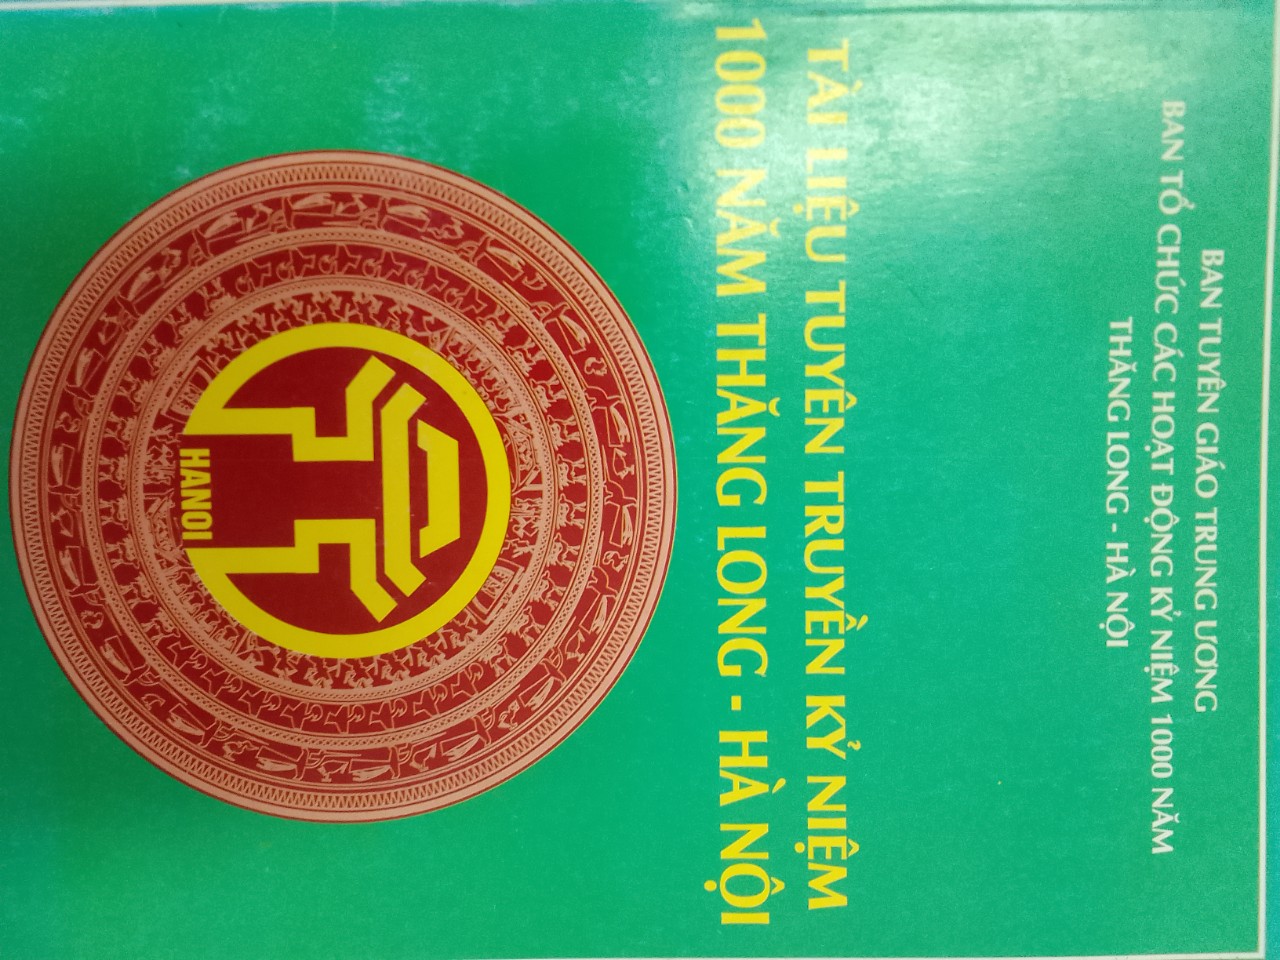 BAN TUYÊN GIÁO TRUNG ƯƠNG
BAN TỔ CHỨC CÁC HOẠT ĐỘNG KỶ NIỆM 1000 NĂM
THĂNG LONG - HÀ NỘI
TÀI LIỆU TUYÊN TRUYỀN KỶ NIỆM
1000 NĂM THĂNG LONG - HÀ NỘI
HANOI